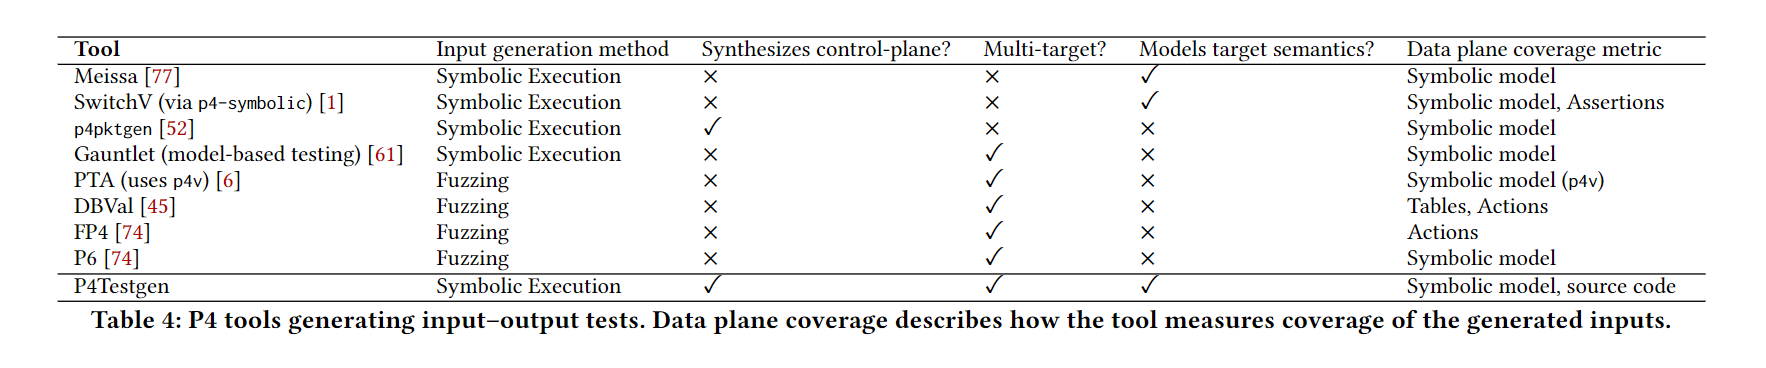 Tool Input generation method Synthesizes control-plane? Multi-target? Models target semantics? Data plane coverage metric
Meissa [77] Symbolic Execution × × ✓ Symbolic model
SwitchV (via p4-symbolic) [1] Symbolic Execution × × ✓ Symbolic model, Assertions
p4pktgen [52] Symbolic Execution ✓ × × Symbolic model
Gauntlet (model-based testing) [61] Symbolic Execution × ✓ × Symbolic model
PTA (uses p4v) [6] Fuzzing × ✓ × Symbolic model (p4v)
DBVal [45] Fuzzing × ✓ × Tables, Actions
FP4 [74] Fuzzing × ✓ × Actions
P6 [74] Fuzzing × ✓ × Symbolic model
P4Testgen Symbolic Execution ✓ ✓ ✓ Symbolic model, source code
Table 4: P4 tools generating input–output tests. Data plane coverage describes how the tool measures coverage of the generated inputs.